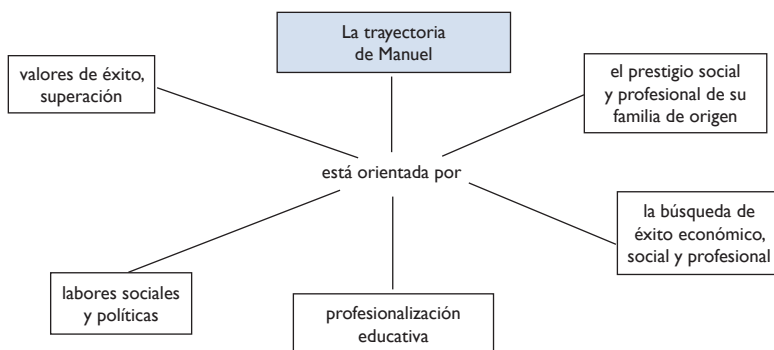 La trayectoria
de Manuel
valores de éxito,
superación
el prestigio social
y profesional de su
familia de origen
está orientada por
la búsqueda de
éxito económico,
social y profesional
labores sociales
y políticas
profesionalización
educativa